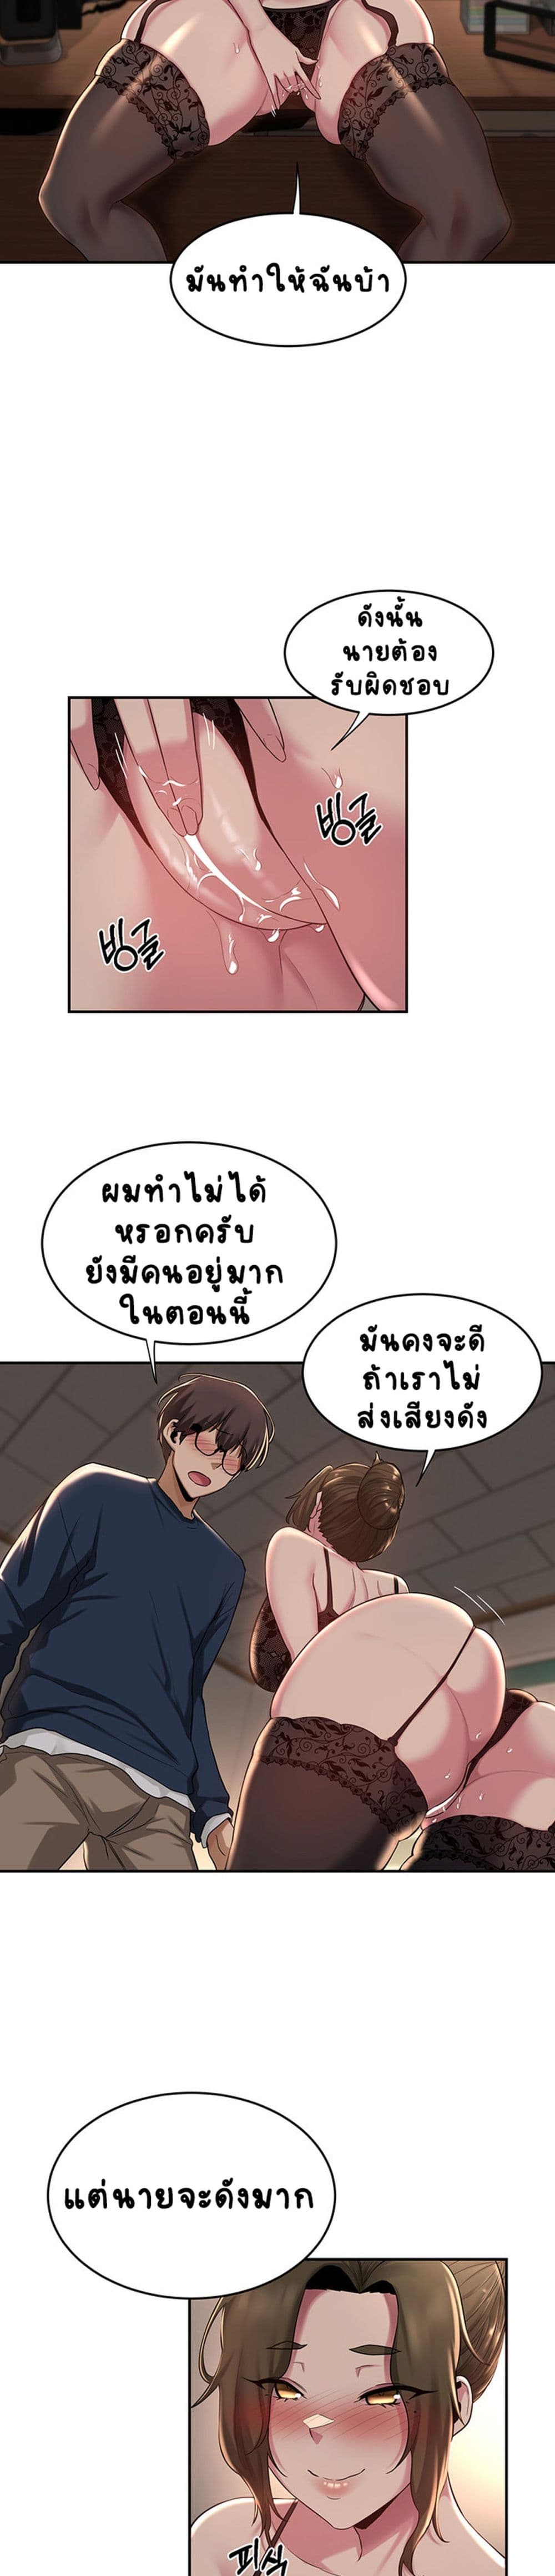 มันทำให้ฉันบ้า
ดังนั้น
นายต้อง
รับผิดชอบ
빙글
빙글
ผมทำไม่ได้
หรอกครับ
ยังมีคนอยู่มาก
ในตอนนี้
มันคงจะดี
ถ้าเราไม่
ส่งเสียงดัง
แต่นายจะดังมาก
피식